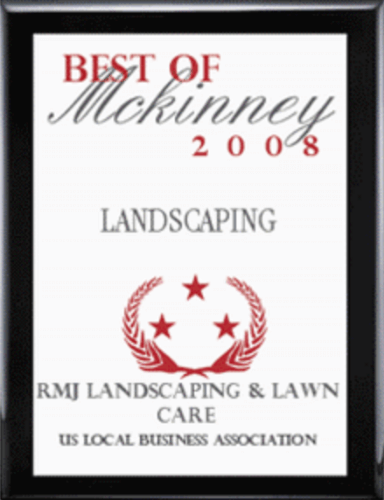 BEST OF
Mckinney
2008
LANDSCAPING
RMJ LANDSCAPING & LAWN
CARE
US LOCAL BUSINESS ASSOCIATION